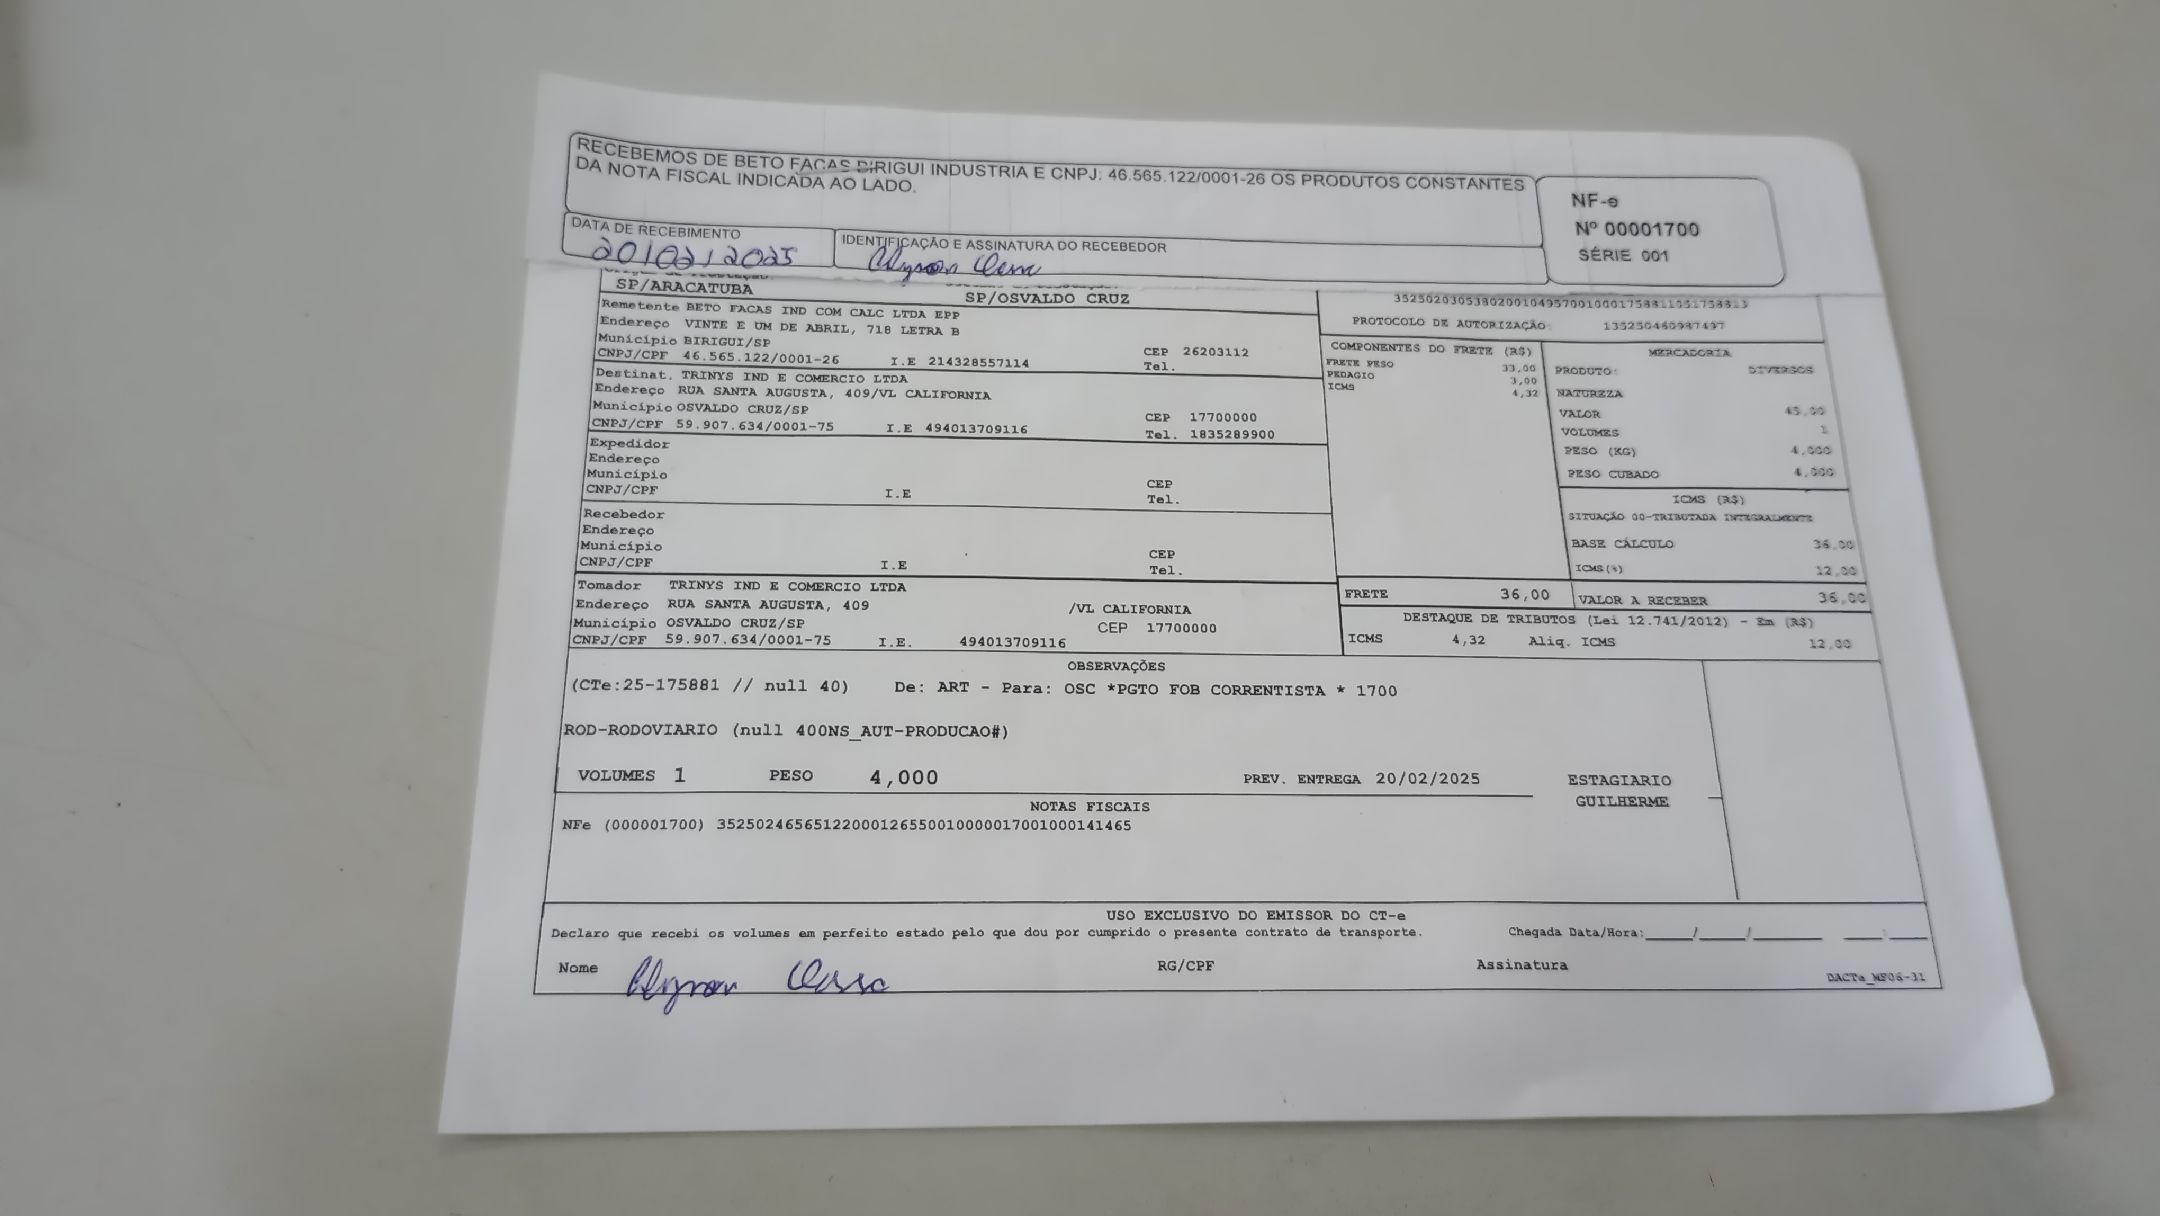 RECEBEMOS DE BETO FACAS BIRIGUI INDUSTRIA E CNPJ: 46.565.122/0001-26 OS PRODUTOS CONSTANTES
DA NOTA FISCAL INDICADA AO LADO.
NF-e
Nº 00001700
SÉRIE 001
DATA DE RECEBIMENTO
20/02/2025
IDENTIFICAÇÃO E ASSINATURA DO RECEBEDOR
SP/ARACATUBA SP/OSVALDO CRUZ
Remetente BETO FACAS IND COM CALC LTDA EPP
Endereço VINTE E UM DE ABRIL, 718 LETRA B
Município BIRIGUI/SP CEP 26203112
CNPJ/CPF 46.565.122/0001-26 I.E 214328557114 Tel.
Destinat. TRINYS IND E COMERCIO LTDA
Endereço RUA SANTA AUGUSTA, 409/VL CALIFORNIA
Município OSVALDO CRUZ/SP CEP 17700000
CNPJ/CPF 59.907.634/0001-75 I.E 494013709116 Tel. 1835289900
Expedidor
Endereço
Município CEP
CNPJ/CPF I.E Tel.
Recebedor
Endereço
Município CEP
CNPJ/CPF I.E Tel.
Tomador TRINYS IND E COMERCIO LTDA
Endereço RUA SANTA AUGUSTA, 409 /VL CALIFORNIA
Município OSVALDO CRUZ/SP CEP 17700000
CNPJ/CPF 59.907.634/0001-75 I.E. 494013709116
PROTOCOLO DE AUTORIZAÇÃO:
COMPONENTES DO FRETE (R$)
FRETE PESO 33,00
PEDAGIO 3,00
ICMS 4,32
MERCADORIA
PRODUTO: DIVERSOS
NATUREZA
VALOR 45,00
VOLUMES 1
PESO (KG) 4,000
PESO CUBADO 4,000
ICMS (R$)
SITUAÇÃO 00-TRIBUTADA INTEGRALMENTE
BASE CÁLCULO 36,00
ICMS(%) 12,00
FRETE 36,00 VALOR A RECEBER 36,00
DESTAQUE DE TRIBUTOS (Lei 12.741/2012) - Em (R$)
ICMS 4,32 Aliq. ICMS 12,00
OBSERVAÇÕES
(CTe:25-175881 // null 40) De: ART - Para: OSC *PGTO FOB CORRENTISTA * 1700
ROD-RODOVIARIO (null 400NS_AUT-PRODUCAO#)
VOLUMES 1 PESO 4,000 PREV. ENTREGA 20/02/2025
ESTAGIARIO
GUILHERME
NOTAS FISCAIS
NFe (000001700) 35250246565122000126550010000017001000141465
USO EXCLUSIVO DO EMISSOR DO CT-e
Declaro que recebi os volumes em perfeito estado pelo que dou por cumprido o presente contrato de transporte. Chegada Data/Hora:____/____/______ ___:___
Nome RG/CPF Assinatura
DACTe_MF06-31